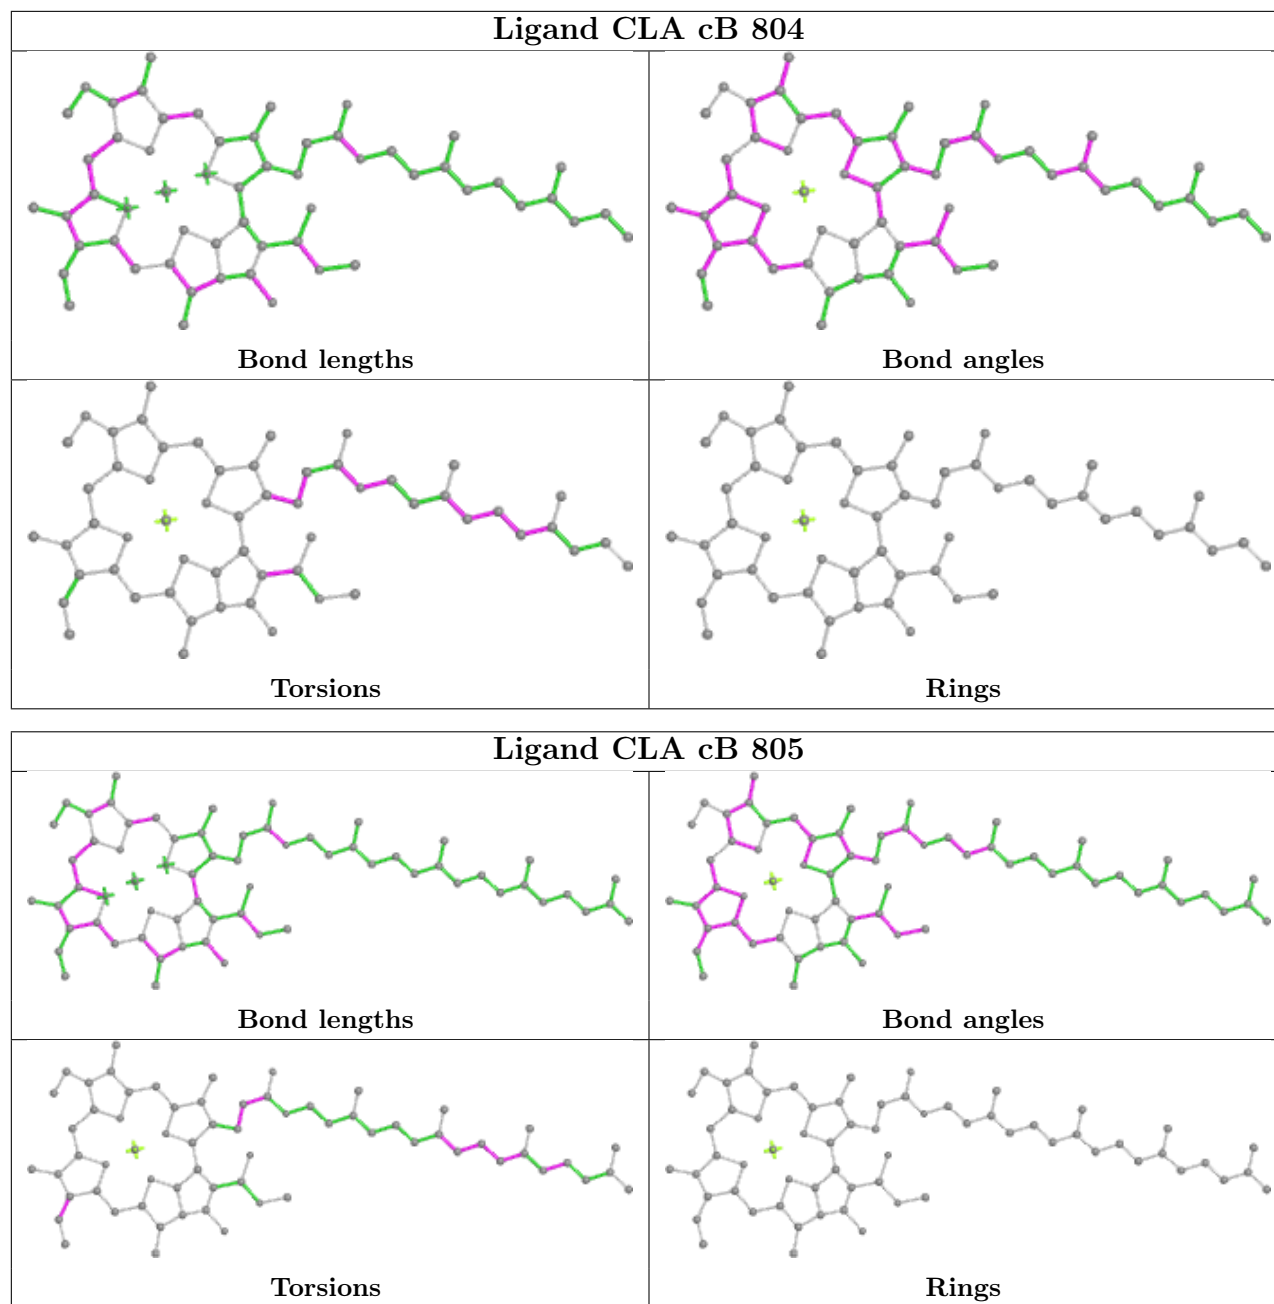 Ligand CLA cB 804
Bond lengths
Bond angles
Torsions
Rings
Ligand CLA cB 805
Bond lengths
Bond angles
Torsions
Rings